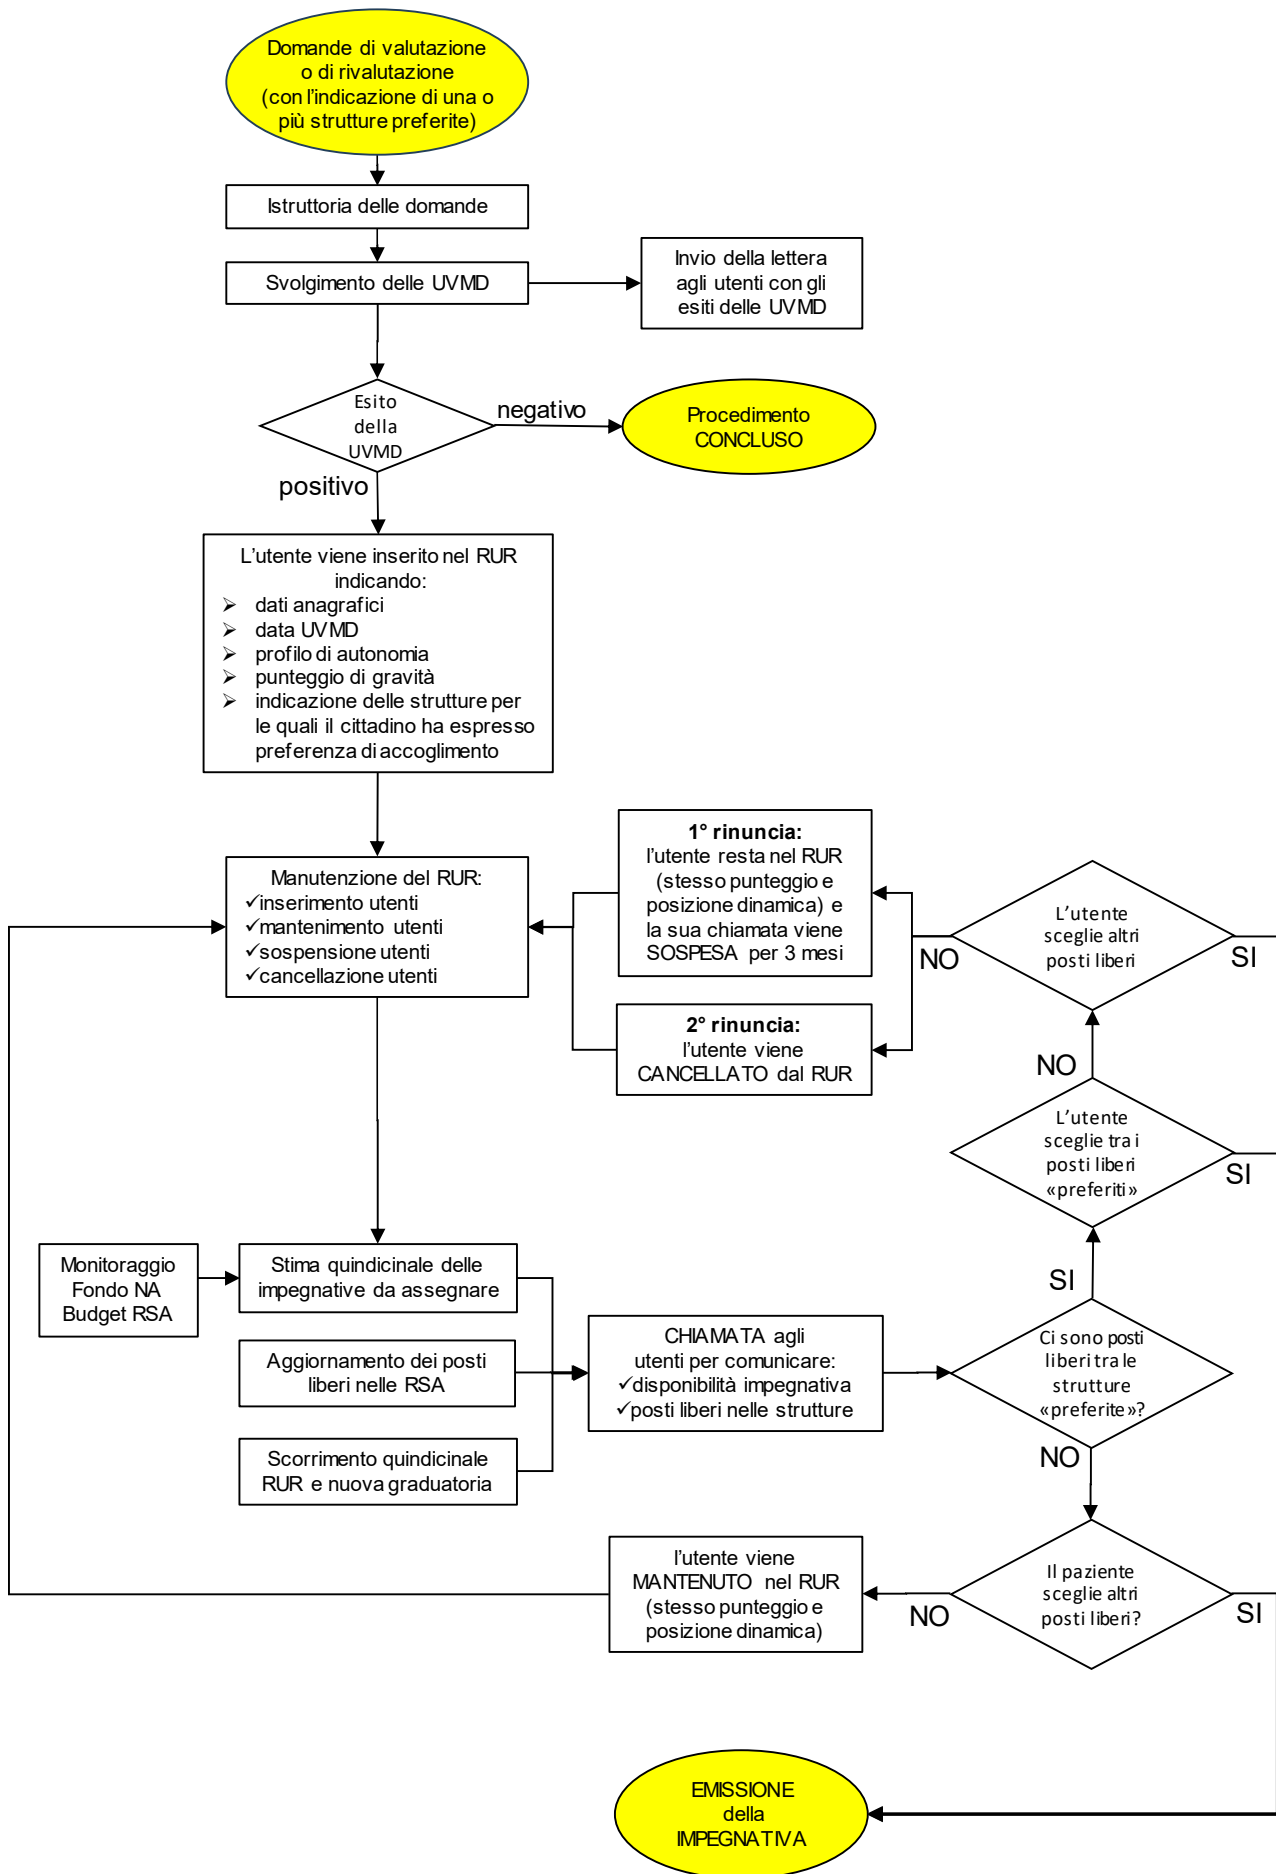 Domande di valutazione
o di rivalutazione
(con l'indicazione di una o
più strutture preferite)
Istruttoria delle domande
Svolgimento delle UVMD
Invio della lettera
agli utenti con gli
esiti delle UVMD
Esito
della
UVMD
negativo
Procedimento
CONCLUSO
positivo
L'utente viene inserito nel RUR
indicando:
➢ dati anagrafici
➢ data UVMD
➢ profilo di autonomia
➢ punteggio di gravità
➢ indicazione delle strutture per
le quali il cittadino ha espresso
preferenza di accoglimento
Manutenzione del RUR:
✓inserimento utenti
✓mantenimento utenti
✓sospensione utenti
✓cancellazione utenti
1° rinuncia:
l'utente resta nel RUR
(stesso punteggio e
posizione dinamica) e
la sua chiamata viene
SOSPESA per 3 mesi
2° rinuncia:
l'utente viene
CANCELLATO dal RUR
NO
L'utente
sceglie altri
posti liberi
SI
NO
L'utente
sceglie tra i
posti liberi
«preferiti»
SI
SI
Monitoraggio
Fondo NA
Budget RSA
Stima quindicinale delle
impegnative da assegnare
Aggiornamento dei posti
liberi nelle RSA
Scorrimento quindicinale
RUR e nuova graduatoria
CHIAMATA agli
utenti per comunicare:
✓disponibilità impegnativa
✓posti liberi nelle strutture
Ci sono posti
liberi tra le
strutture
«preferite»?
NO
l'utente viene
MANTENUTO nel RUR
(stesso punteggio e
posizione dinamica)
NO
Il paziente
sceglie altri
posti liberi?
SI
EMISSIONE
della
IMPEGNATIVA